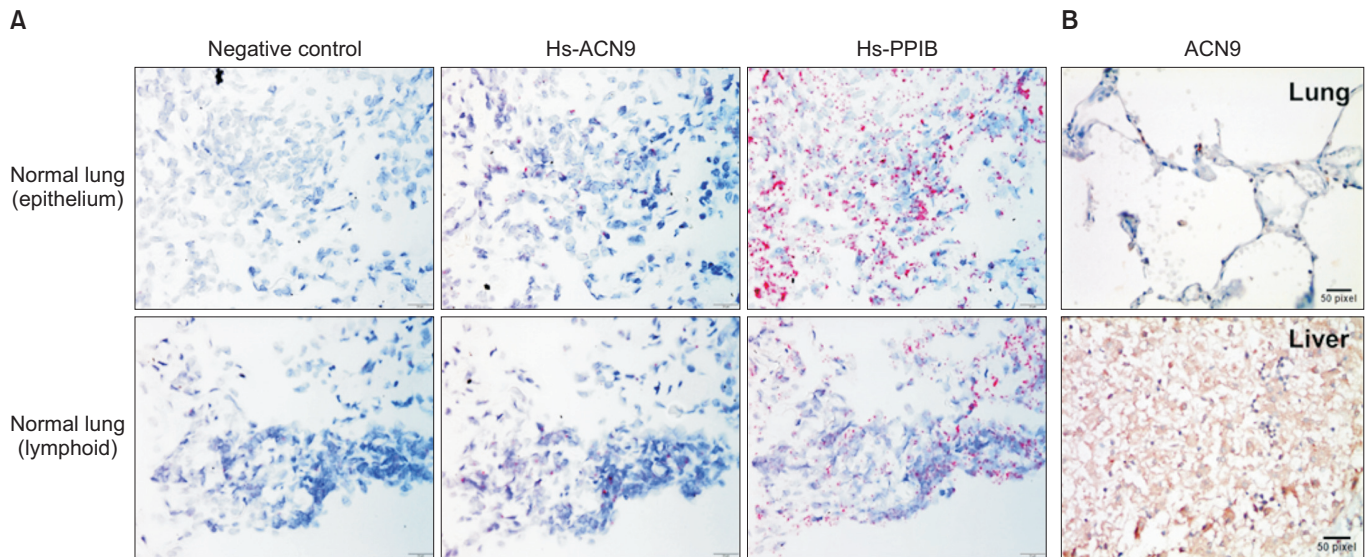 A
B
Negative control
Hs-ACN9
Hs-PPIB
ACN9
Normal lung
(epithelium)
Lung
50 pixel
Normal lung
(lymphoid)
Liver
50 pixel